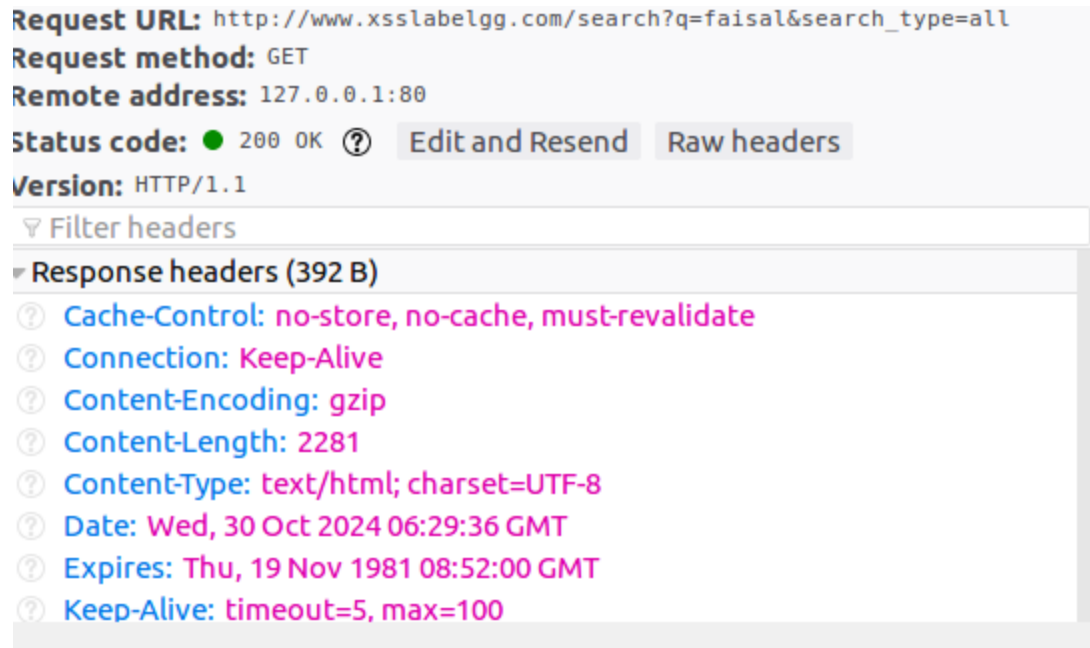 Request URL: http://www.xsslabelgg.com/search?q=faisal&search_type=all
Request method: GET
Remote address: 127.0.0.1:80
Status code: 200 OK ? Edit and Resend Raw headers
Version: HTTP/1.1
Filter headers
Response headers (392 B)
? Cache-Control: no-store, no-cache, must-revalidate
? Connection: Keep-Alive
? Content-Encoding: gzip
? Content-Length: 2281
? Content-Type: text/html; charset=UTF-8
? Date: Wed, 30 Oct 2024 06:29:36 GMT
? Expires: Thu, 19 Nov 1981 08:52:00 GMT
? Keep-Alive: timeout=5, max=100